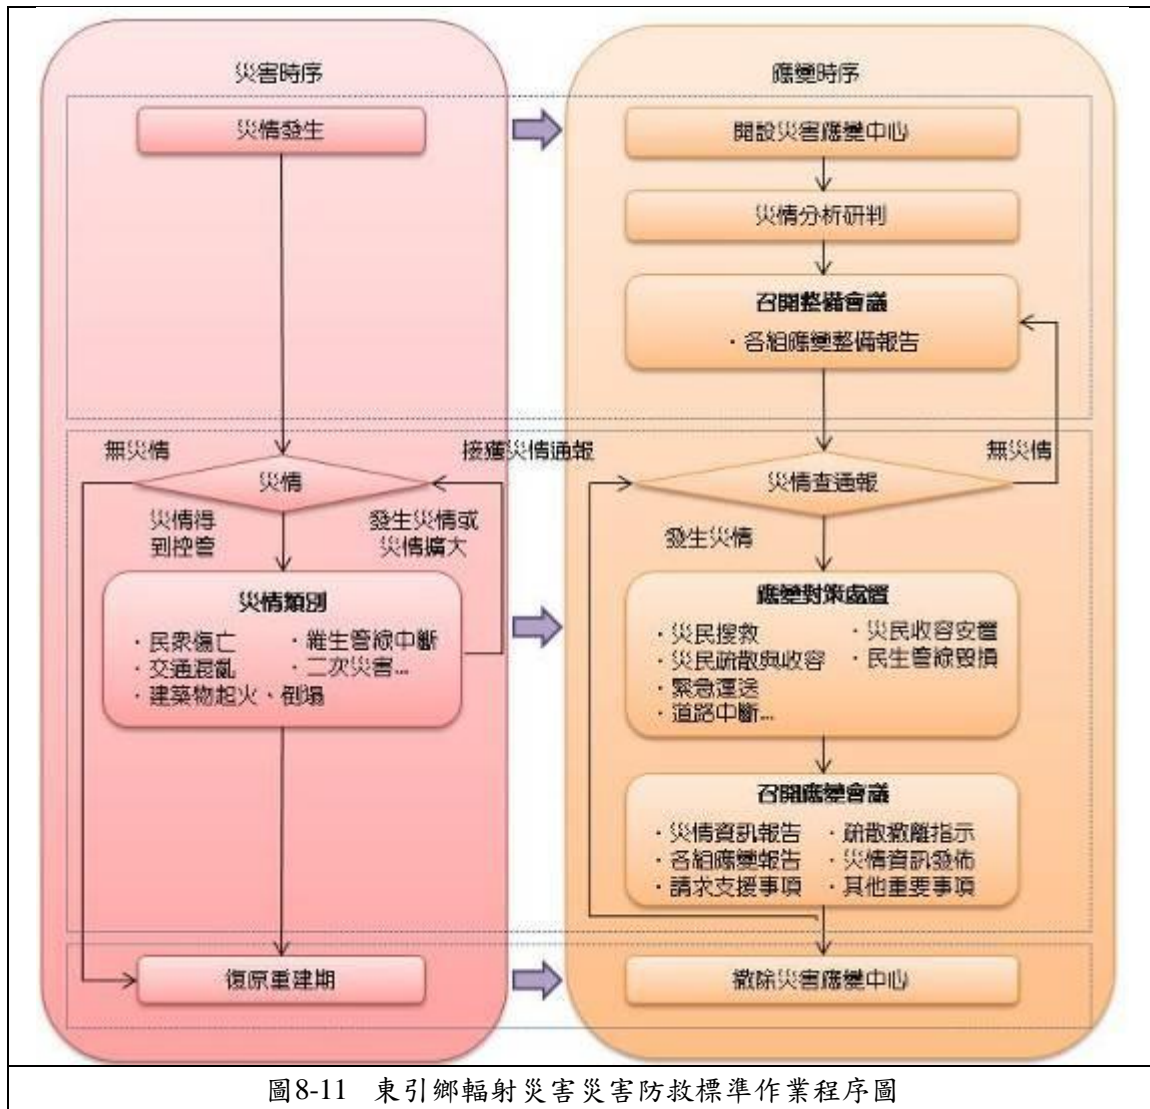 災害時序
應變時序
災情發生
開設災害應變中心
災情分析研判
召開整備會議
・各組應變整備報告
無災情
接獲災情通報
無災情
災情
災情查通報
災情得
到控管
發生災情或
災情擴大
發生災情
災情類別
・民眾傷亡 ・維生管線中斷
・交通混亂 ・二次災害…
・建築物起火、倒塌
應變對策處置
・災民搜救 ・災民收容安置
・災民疏散與收容 ・民生管線毀損
・緊急運送
・道路中斷…
召開應變會議
・災情資訊報告 ・疏散撤離指示
・各組應變報告 ・災情資訊發佈
・請求支援事項 ・其他重要事項
復原重建期
撤除災害應變中心
圖8-11 東引鄉輻射災害災害防救標準作業程序圖